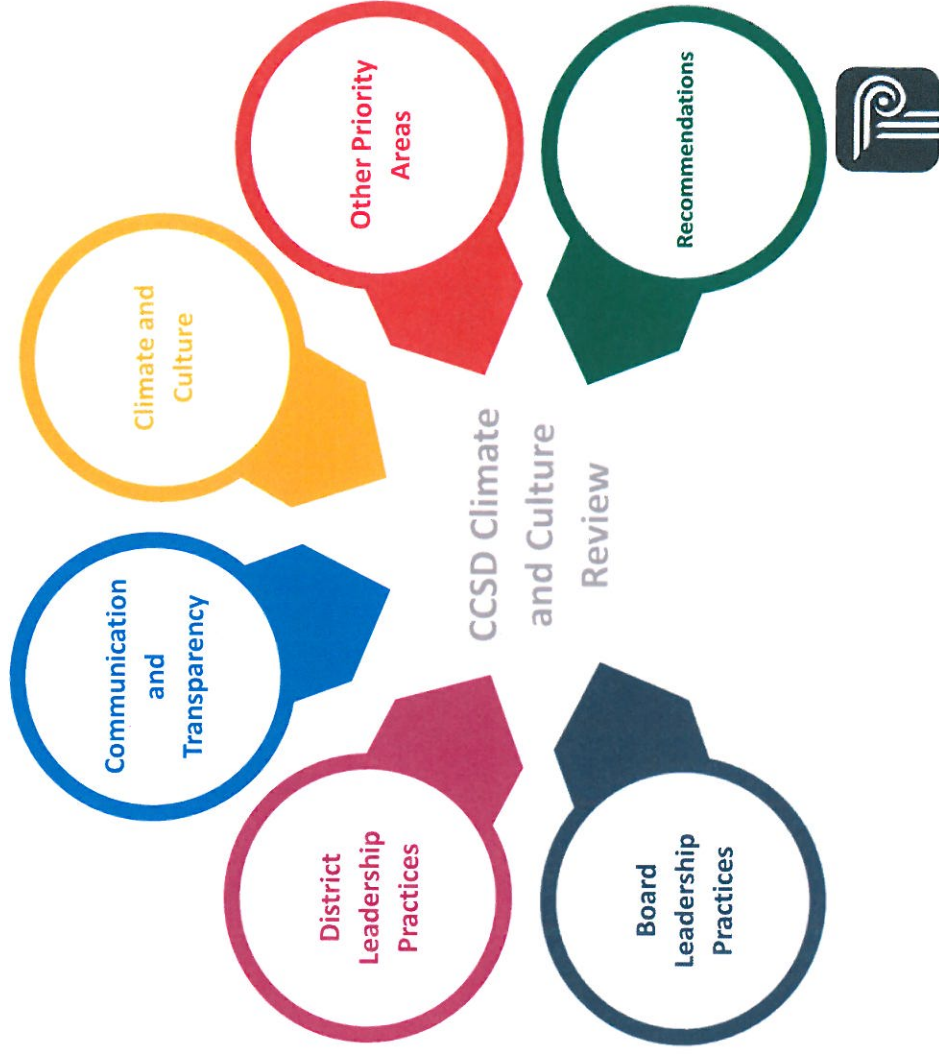 CCSD Climate
and Culture
Review
Board
Leadership
Practices
District
Leadership
Practices
Communication
and
Transparency
Climate and
Culture
Other Priority
Areas
Recommendations